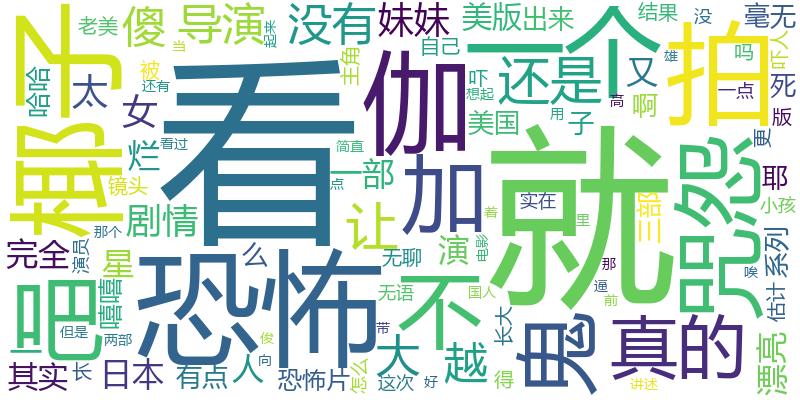 老美
傻
导演
没有
妹妹
美版
出来
结果
没
毫无
一个
哈哈
太
椰子
看
伽
自己
主角
被
当
起来
还有
吓
想起
还是
又
拍
吗
吓人
雄
一点
死
女
烂
镜头
看过
简直
一部
点
加
美国
高
用
子
啊
就
版
更
咒怨
耶
小孩
完全
剧情
那个
演员
星
让
么
无聊
演
着
电影
实在
里
三部
系列
唉
吧
嘻嘻
恐怖
不
无语
国人
那
逼
前
估计
但是
两部
俊
带
长大
鬼
真的
漂亮
其实
长
日本
有点
人
向
恐怖片
怎么
大
这次
越
好
得
讲述